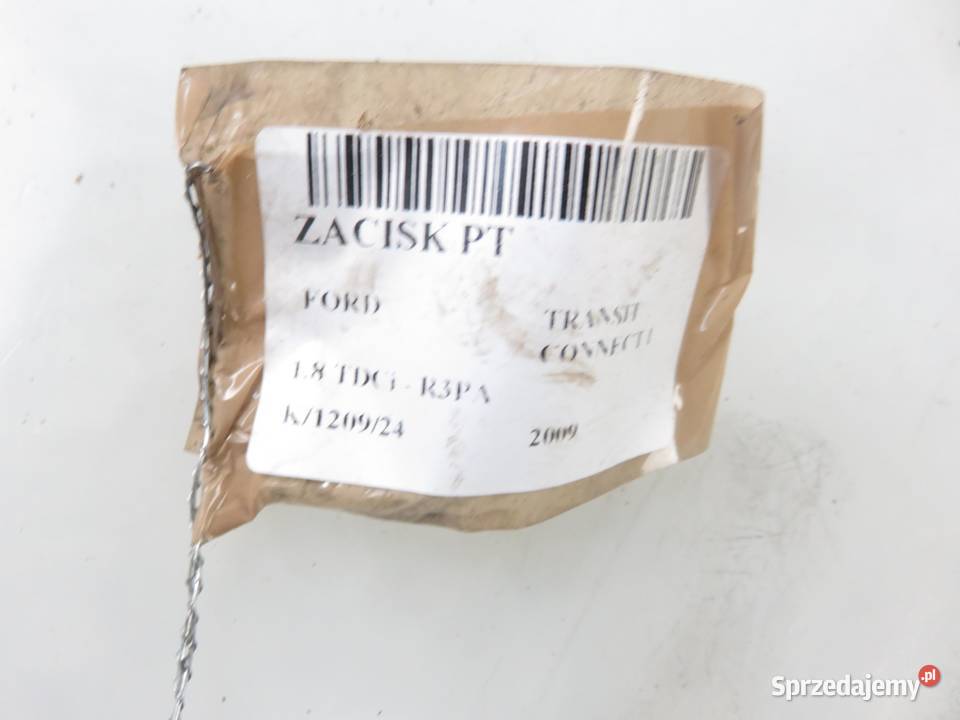 ZACISK PT
FORD
TRANSIT
CONNECT I
1.8 TDCi - R3PA
K/1209/24
2009
Sprzedajemy.pl